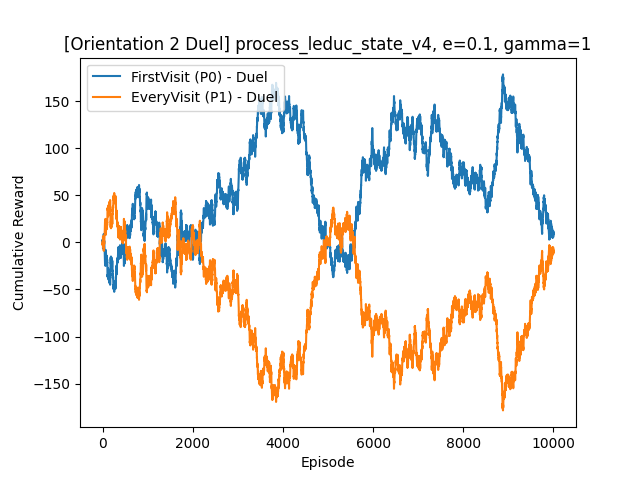 [Orientation 2 Duel] process_leduc_state_v4, e=0.1, gamma=1
FirstVisit (P0) - Duel
EveryVisit (P1) - Duel
Cumulative Reward
150
100
50
0
−50
−100
−150
0 2000 4000 6000 8000 10000
Episode